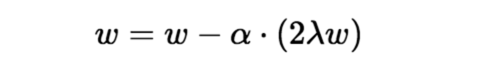 w = w − α · (2λw)